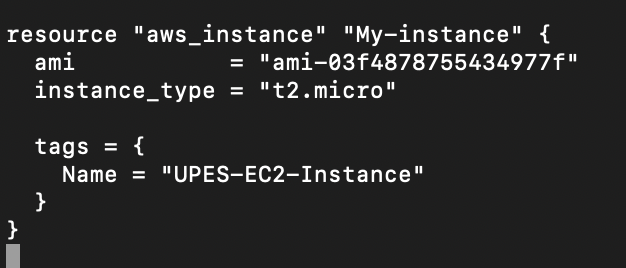 resource "aws_instance" "My-instance" {
  ami           = "ami-03f4878755434977f"
  instance_type = "t2.micro"

  tags = {
    Name = "UPES-EC2-Instance"
  }
}